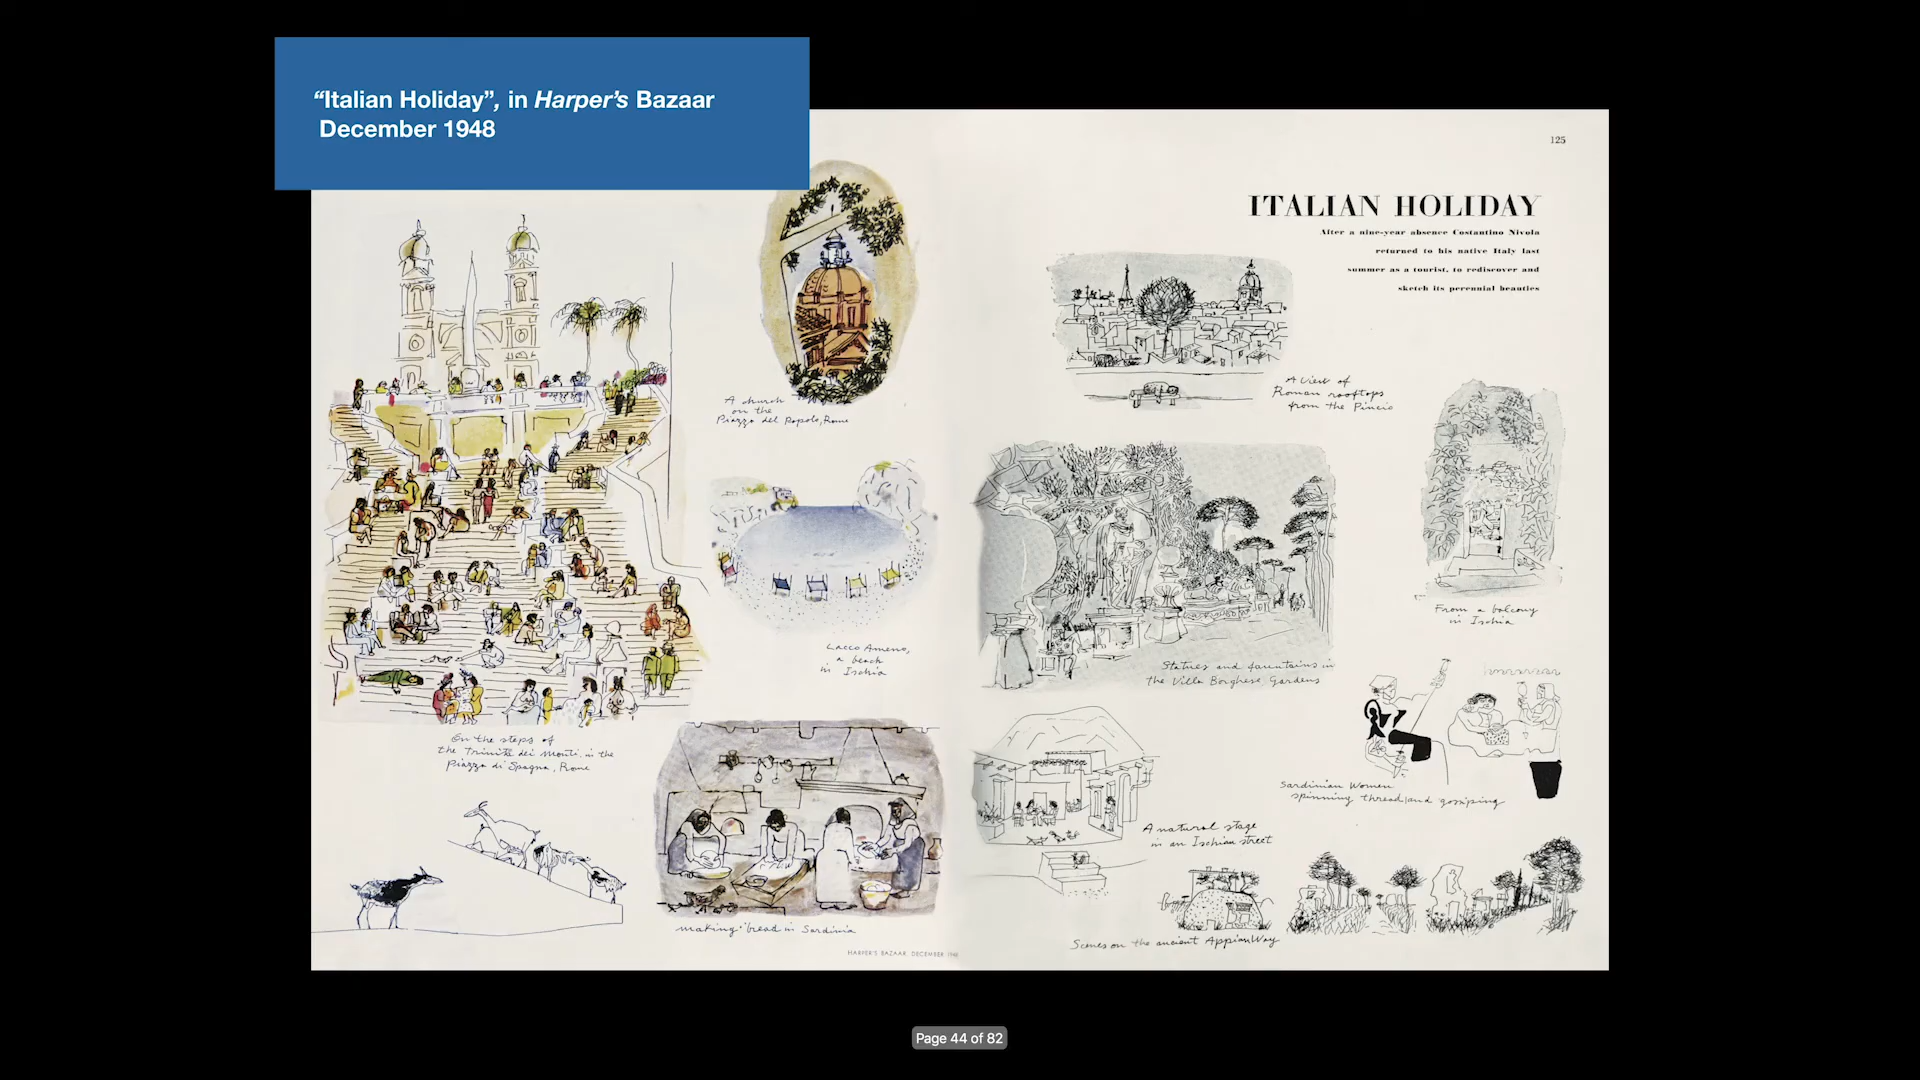 “Italian Holiday”, in Harper’s Bazaar
December 1948
125
ITALIAN HOLIDAY
After a nine-year absence Costantino Nivola
returned to his native Italy last
summer as a tourist, to rediscover and
sketch its perennial beauties
A church
on the
Piazza del Popolo, Rome
A View of
Roman rooftops
from the Pincio
Lacco Ameno,
a beach
in Ischia
From a balcony
in Ischia
Statues and fountains in
the Villa Borghese Gardens
On the steps of
the Trinità dei Monti, in the
Piazza di Spagna, Rome
Sardinian Women
spinning thread and gossiping
A natural stage
in an Ischian street
making bread in Sardinia
Scenes on the ancient Appian Way
HARPER'S BAZAAR, DECEMBER 1948
Page 44 of 82